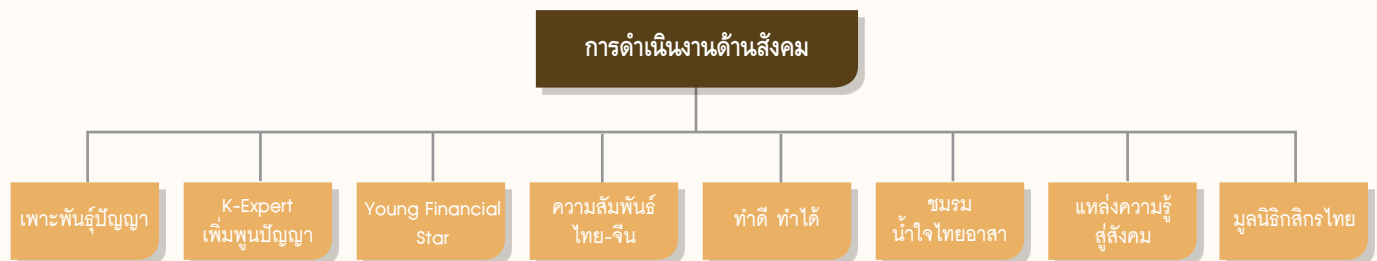 การดำเนินงานด้านสังคม
เพาะพันธุ์ปัญญา
K-Expert
เพิ่มพูนปัญญา
Young Financial
Star
ความสัมพันธ์
ไทย-จีน
ทำดี ทำได้
ชมรม
น้ำใจไทยอาสา
แหล่งความรู้
สู่สังคม
มูลนิธิกสิกรไทย